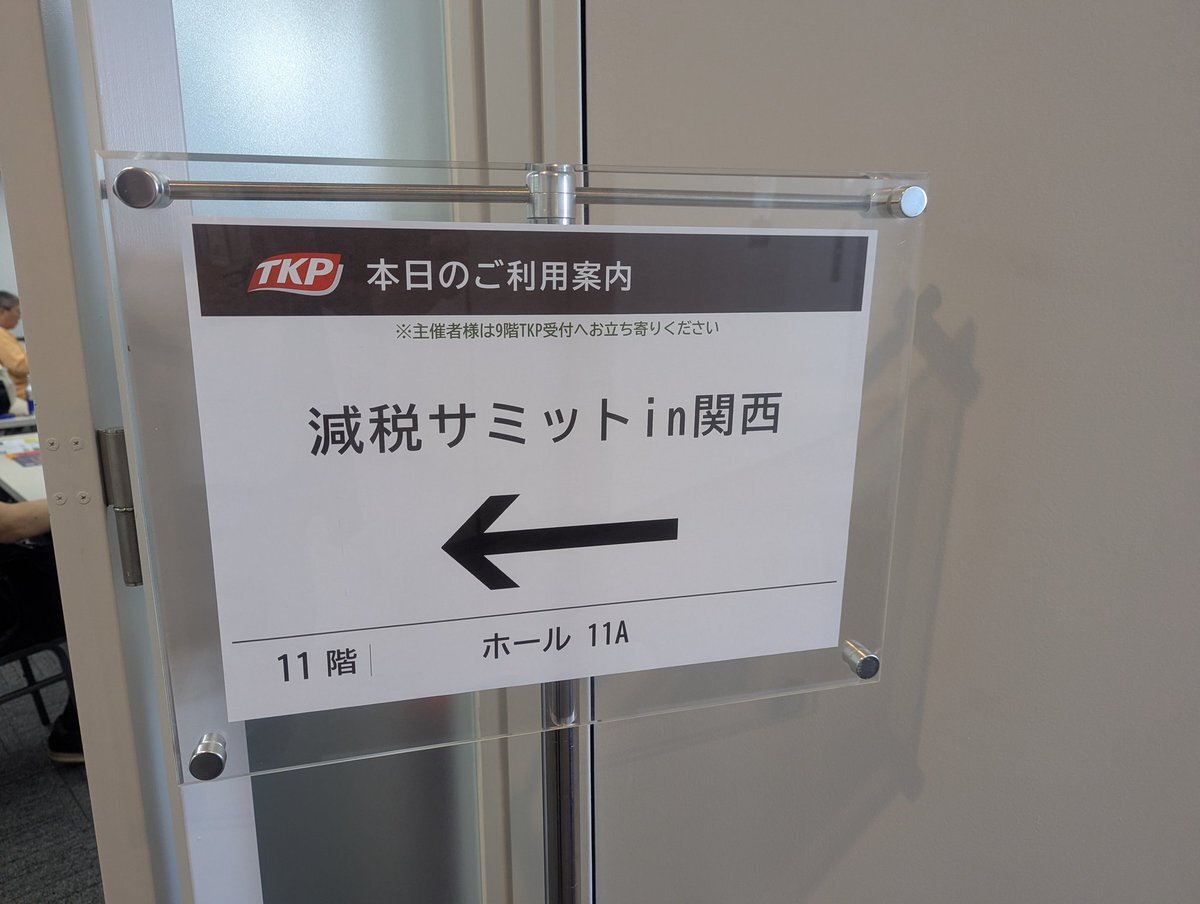 TKP 本日のご利用案内
※主催者様は9階TKP受付へお立ち寄りください
減税サミットin関西
11 階 ホール 11A